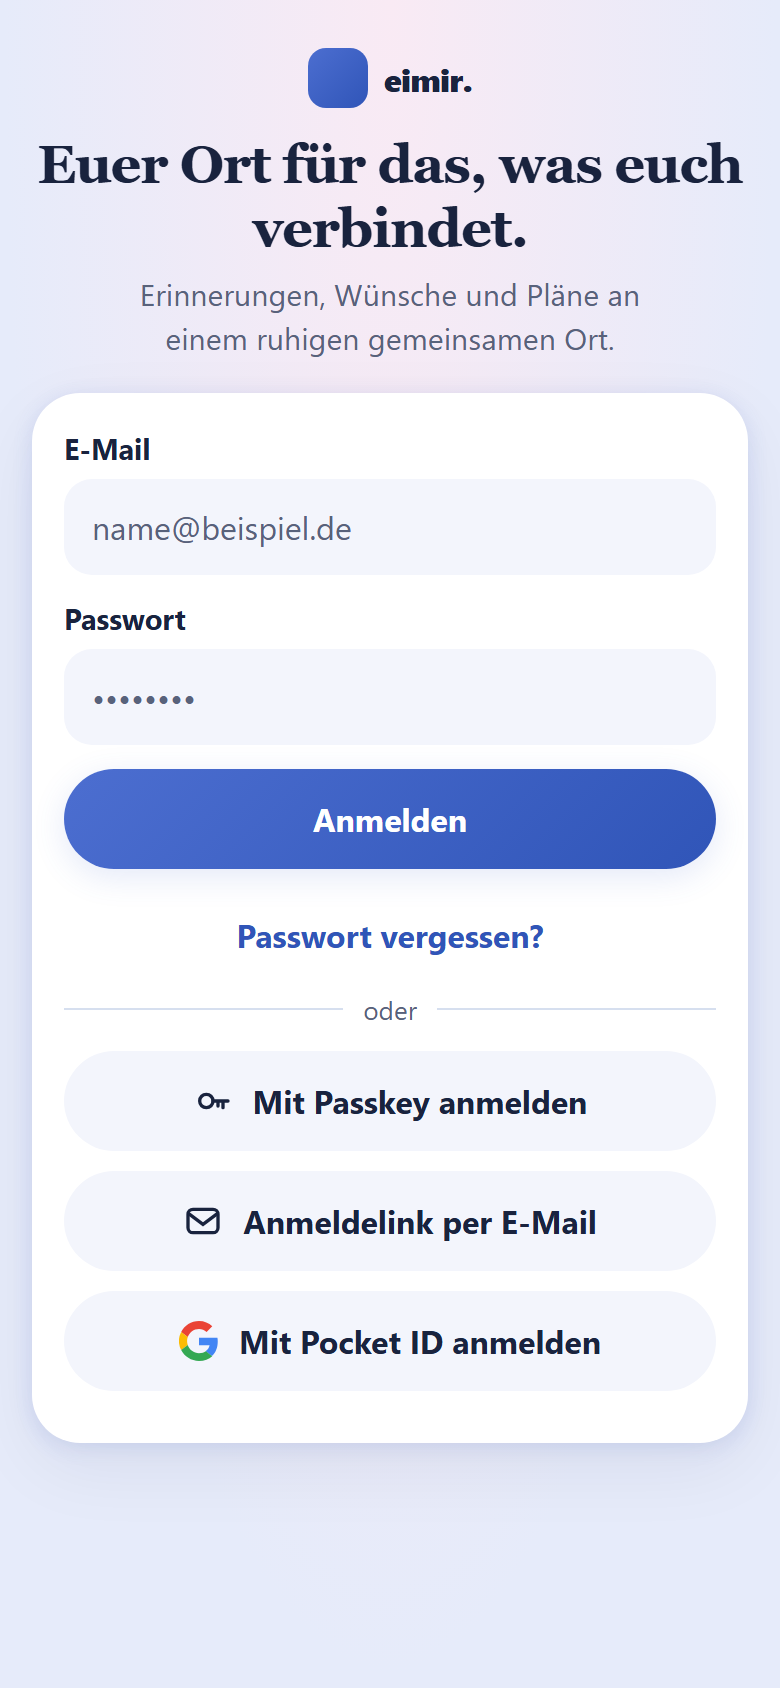 eimir.
Euer Ort für das, was euch
verbindet.
Erinnerungen, Wünsche und Pläne an
einem ruhigen gemeinsamen Ort.
E-Mail
name@beispiel.de
Passwort
••••••••
Anmelden
Passwort vergessen?
oder
Mit Passkey anmelden
Anmeldelink per E-Mail
Mit Pocket ID anmelden